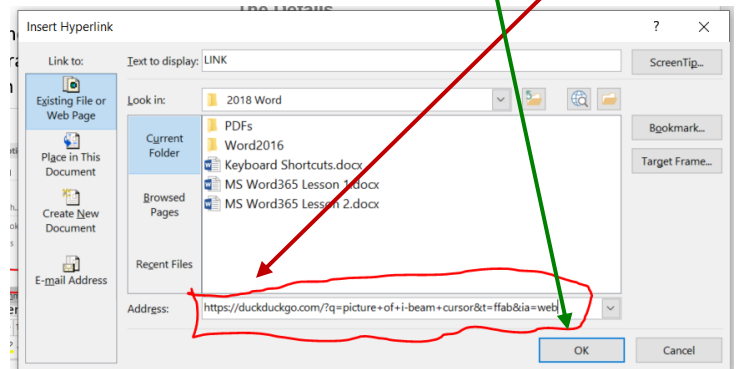 The Details
Insert Hyperlink
?
Link to:
Text to display: LINK
ScreenTip...
Existing File or
Web Page
Look in: 2018 Word
Current
Folder
PDFs
Word2016
Keyboard Shortcuts.docx
MS Word365 Lesson 1.docx
MS Word365 Lesson 2.docx
Bookmark...
Target Frame...
Place in This
Document
Browsed
Pages
Create New
Document
Recent Files
E-mail Address
Address: https://duckduckgo.com/?q=picture+of+i-beam+cursor&t=ffab&ia=web
OK
Cancel